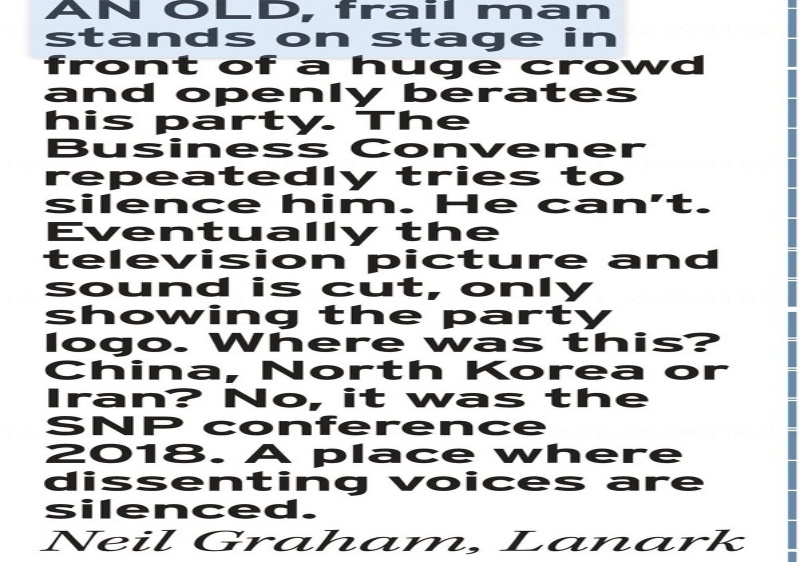 AN OLD, frail man
stands on stage in
front of a huge crowd
and openly berates
his party. The
Business Convener
repeatedly tries to
silence him. He can't.
Eventually the
television picture and
sound is cut, only
showing the party
logo. Where was this?
China, North Korea or
Iran? No, it was the
SNP conference
2018. A place where
dissenting voices are
silenced.
Neil Graham, Lanark